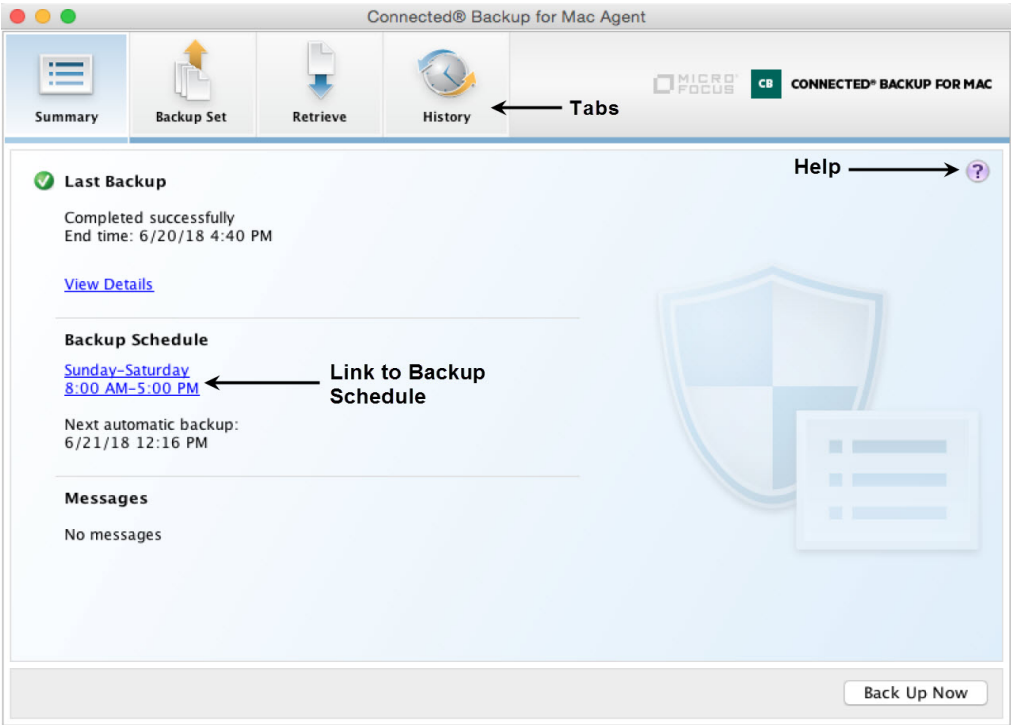 Connected® Backup for Mac Agent
Summary
Backup Set
Retrieve
History
Tabs
MICRO FOCUS
CB
CONNECTED® BACKUP FOR MAC
Help
?
Last Backup
Completed successfully
End time: 6/20/18 4:40 PM
View Details
Backup Schedule
Sunday–Saturday
8:00 AM–5:00 PM
Link to Backup
Schedule
Next automatic backup:
6/21/18 12:16 PM
Messages
No messages
Back Up Now